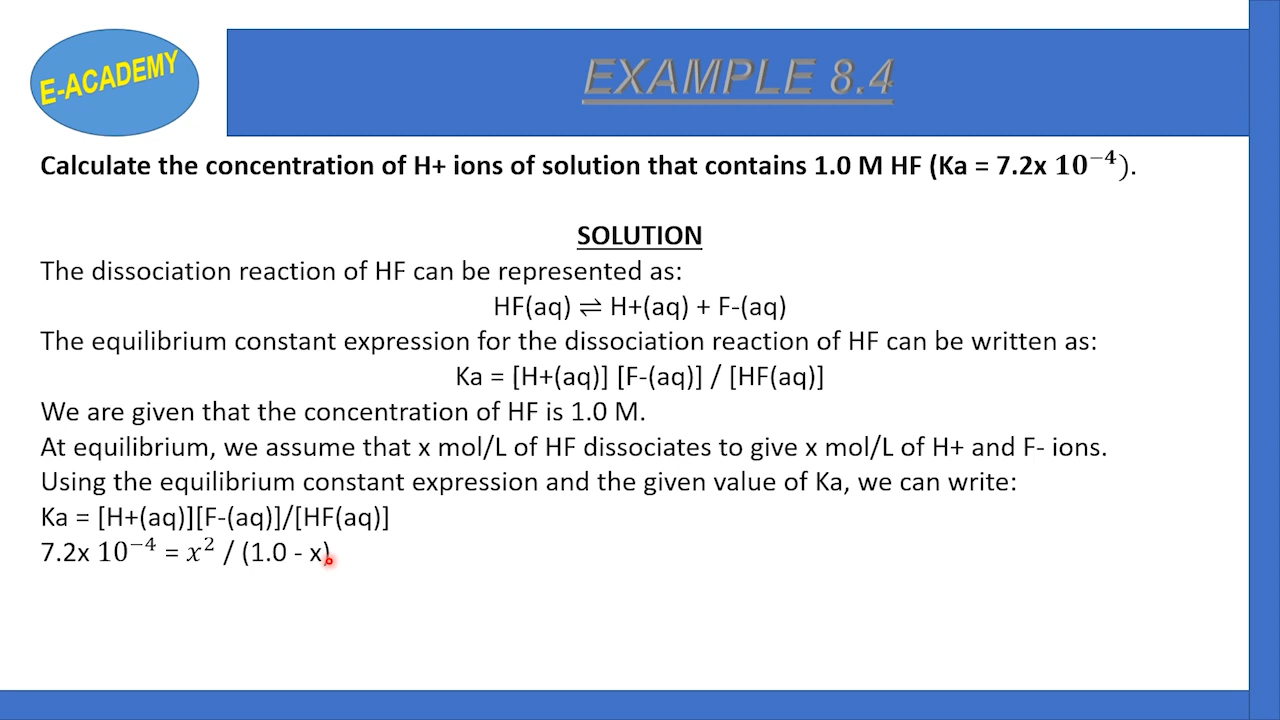 E-ACADEMY
EXAMPLE 8.4
Calculate the concentration of H+ ions of solution that contains 1.0 M HF (Ka = 7.2x 10⁻⁴).
SOLUTION
The dissociation reaction of HF can be represented as:
HF(aq) ⇌ H+(aq) + F-(aq)
The equilibrium constant expression for the dissociation reaction of HF can be written as:
Ka = [H+(aq)] [F-(aq)] / [HF(aq)]
We are given that the concentration of HF is 1.0 M.
At equilibrium, we assume that x mol/L of HF dissociates to give x mol/L of H+ and F- ions.
Using the equilibrium constant expression and the given value of Ka, we can write:
Ka = [H+(aq)][F-(aq)]/[HF(aq)]
7.2x 10⁻⁴ = x² / (1.0 - x)